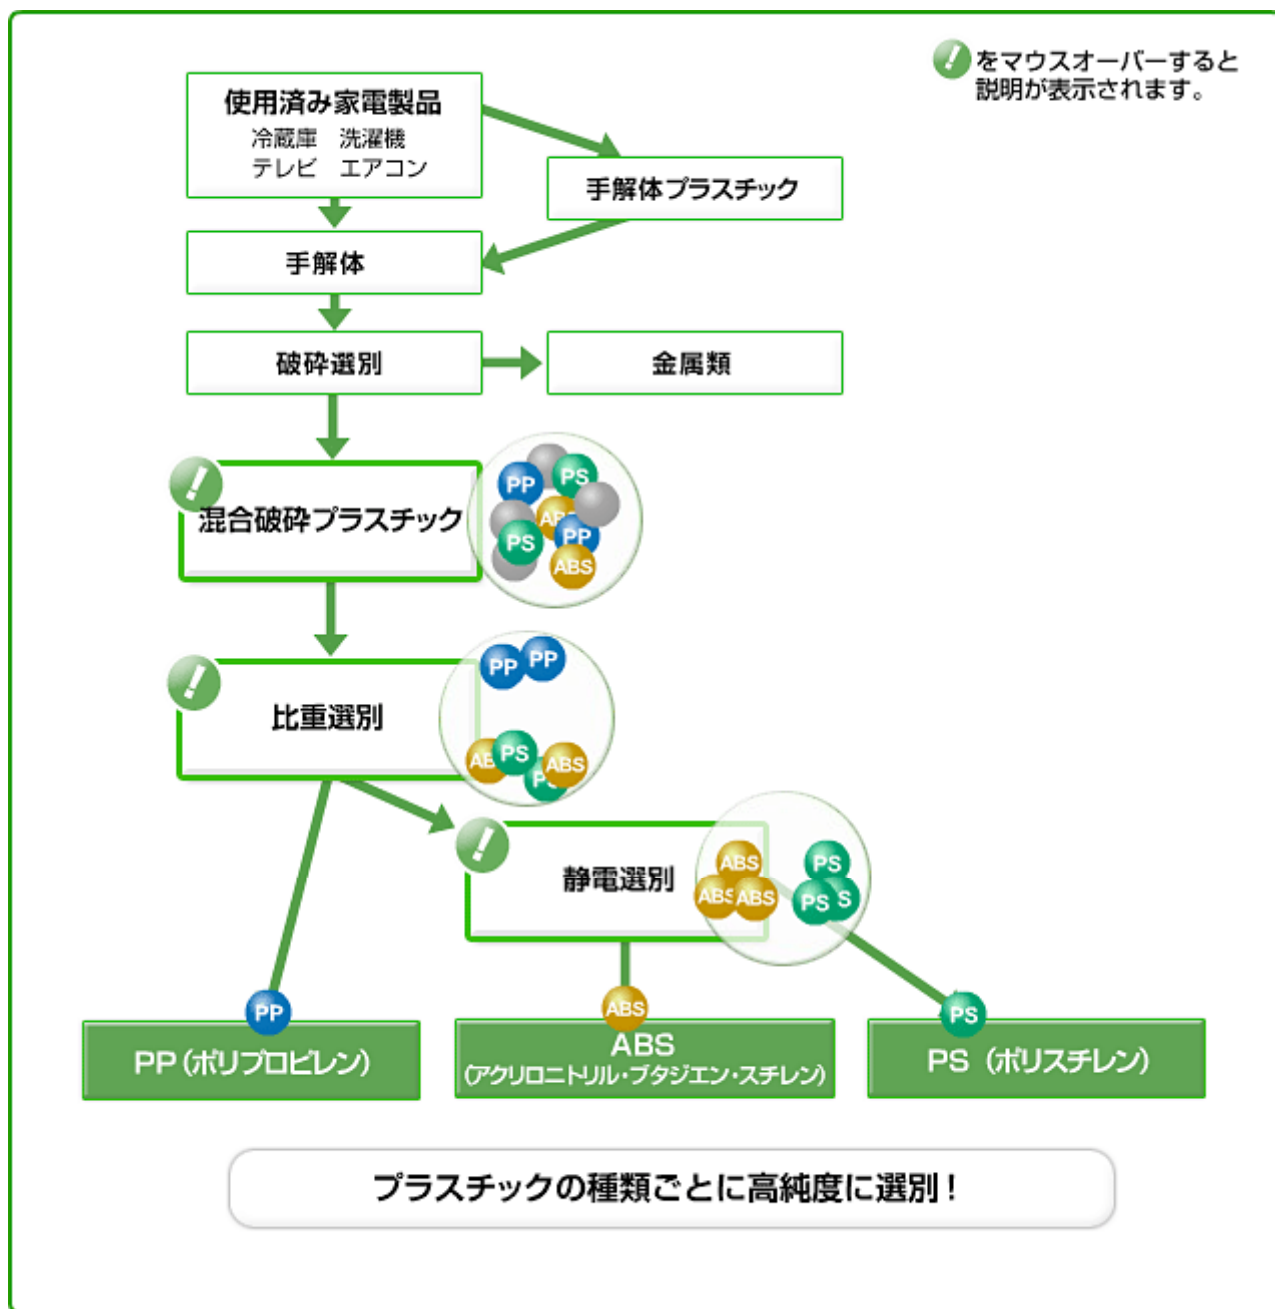 !をマウスオーバーすると
説明が表示されます。
使用済み家電製品
冷蔵庫　洗濯機
テレビ　エアコン
手解体プラスチック
手解体
破砕選別
金属類
!
混合破砕プラスチック
PP
PS
ABS
PP
PS
ABS
!
比重選別
PP
PP
ABS
PS
PS
ABS
!
静電選別
ABS
ABS
ABS
PS
PS
PS
PP
PP（ポリプロピレン）
ABS
ABS
（アクリロニトリル・ブタジエン・スチレン）
PS
PS （ポリスチレン）
プラスチックの種類ごとに高純度に選別！